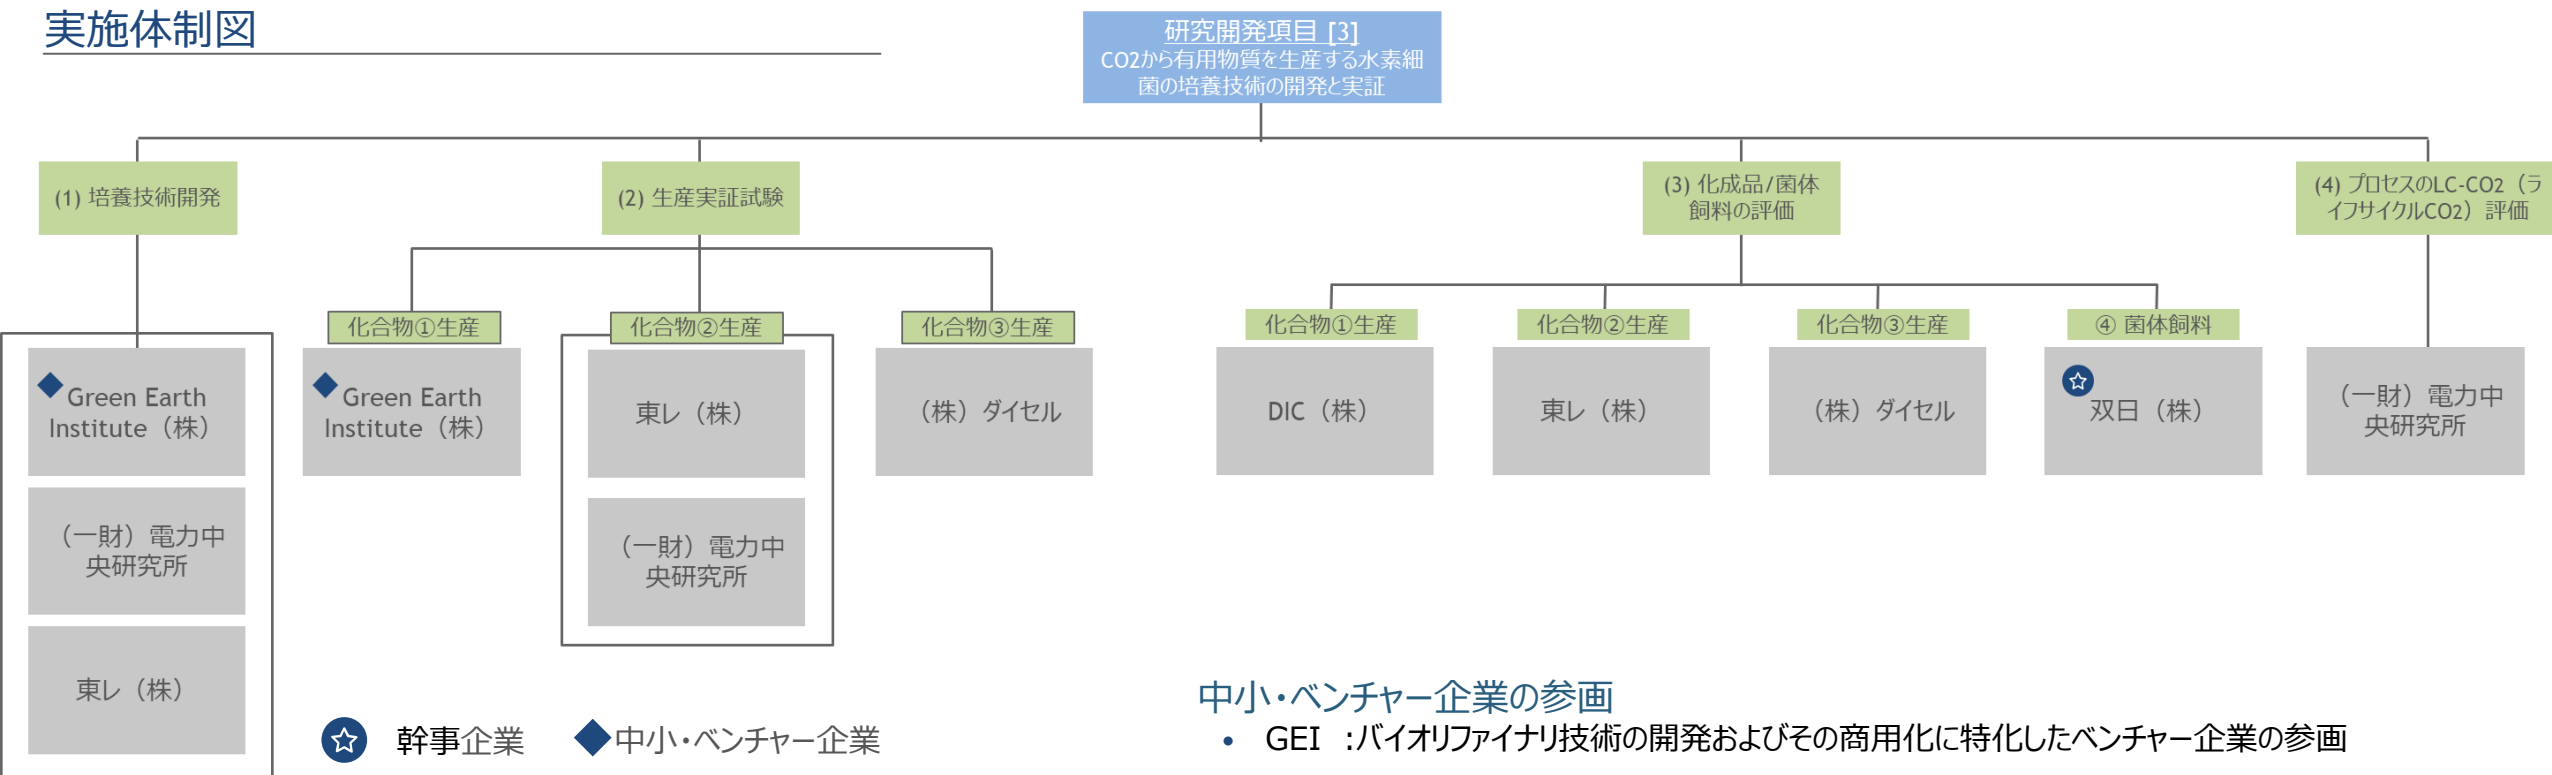 実施体制図
研究開発項目 [3]
CO2から有用物質を生産する水素細
菌の培養技術の開発と実証
(1) 培養技術開発
(2) 生産実証試験
(3) 化成品/菌体
飼料の評価
(4) プロセスのLC-CO2（ラ
イフサイクルCO2）評価
化合物①生産
化合物②生産
化合物③生産
化合物①生産
化合物②生産
化合物③生産
④ 菌体飼料
Green Earth
Institute（株）
（一財）電力中
央研究所
東レ（株）
Green Earth
Institute（株）
東レ（株）
（一財）電力中
央研究所
（株）ダイセル
DIC（株）
東レ（株）
（株）ダイセル
双日（株）
（一財）電力中
央研究所
幹事企業
中小・ベンチャー企業
中小・ベンチャー企業の参画
• GEI ：バイオリファイナリ技術の開発およびその商用化に特化したベンチャー企業の参画